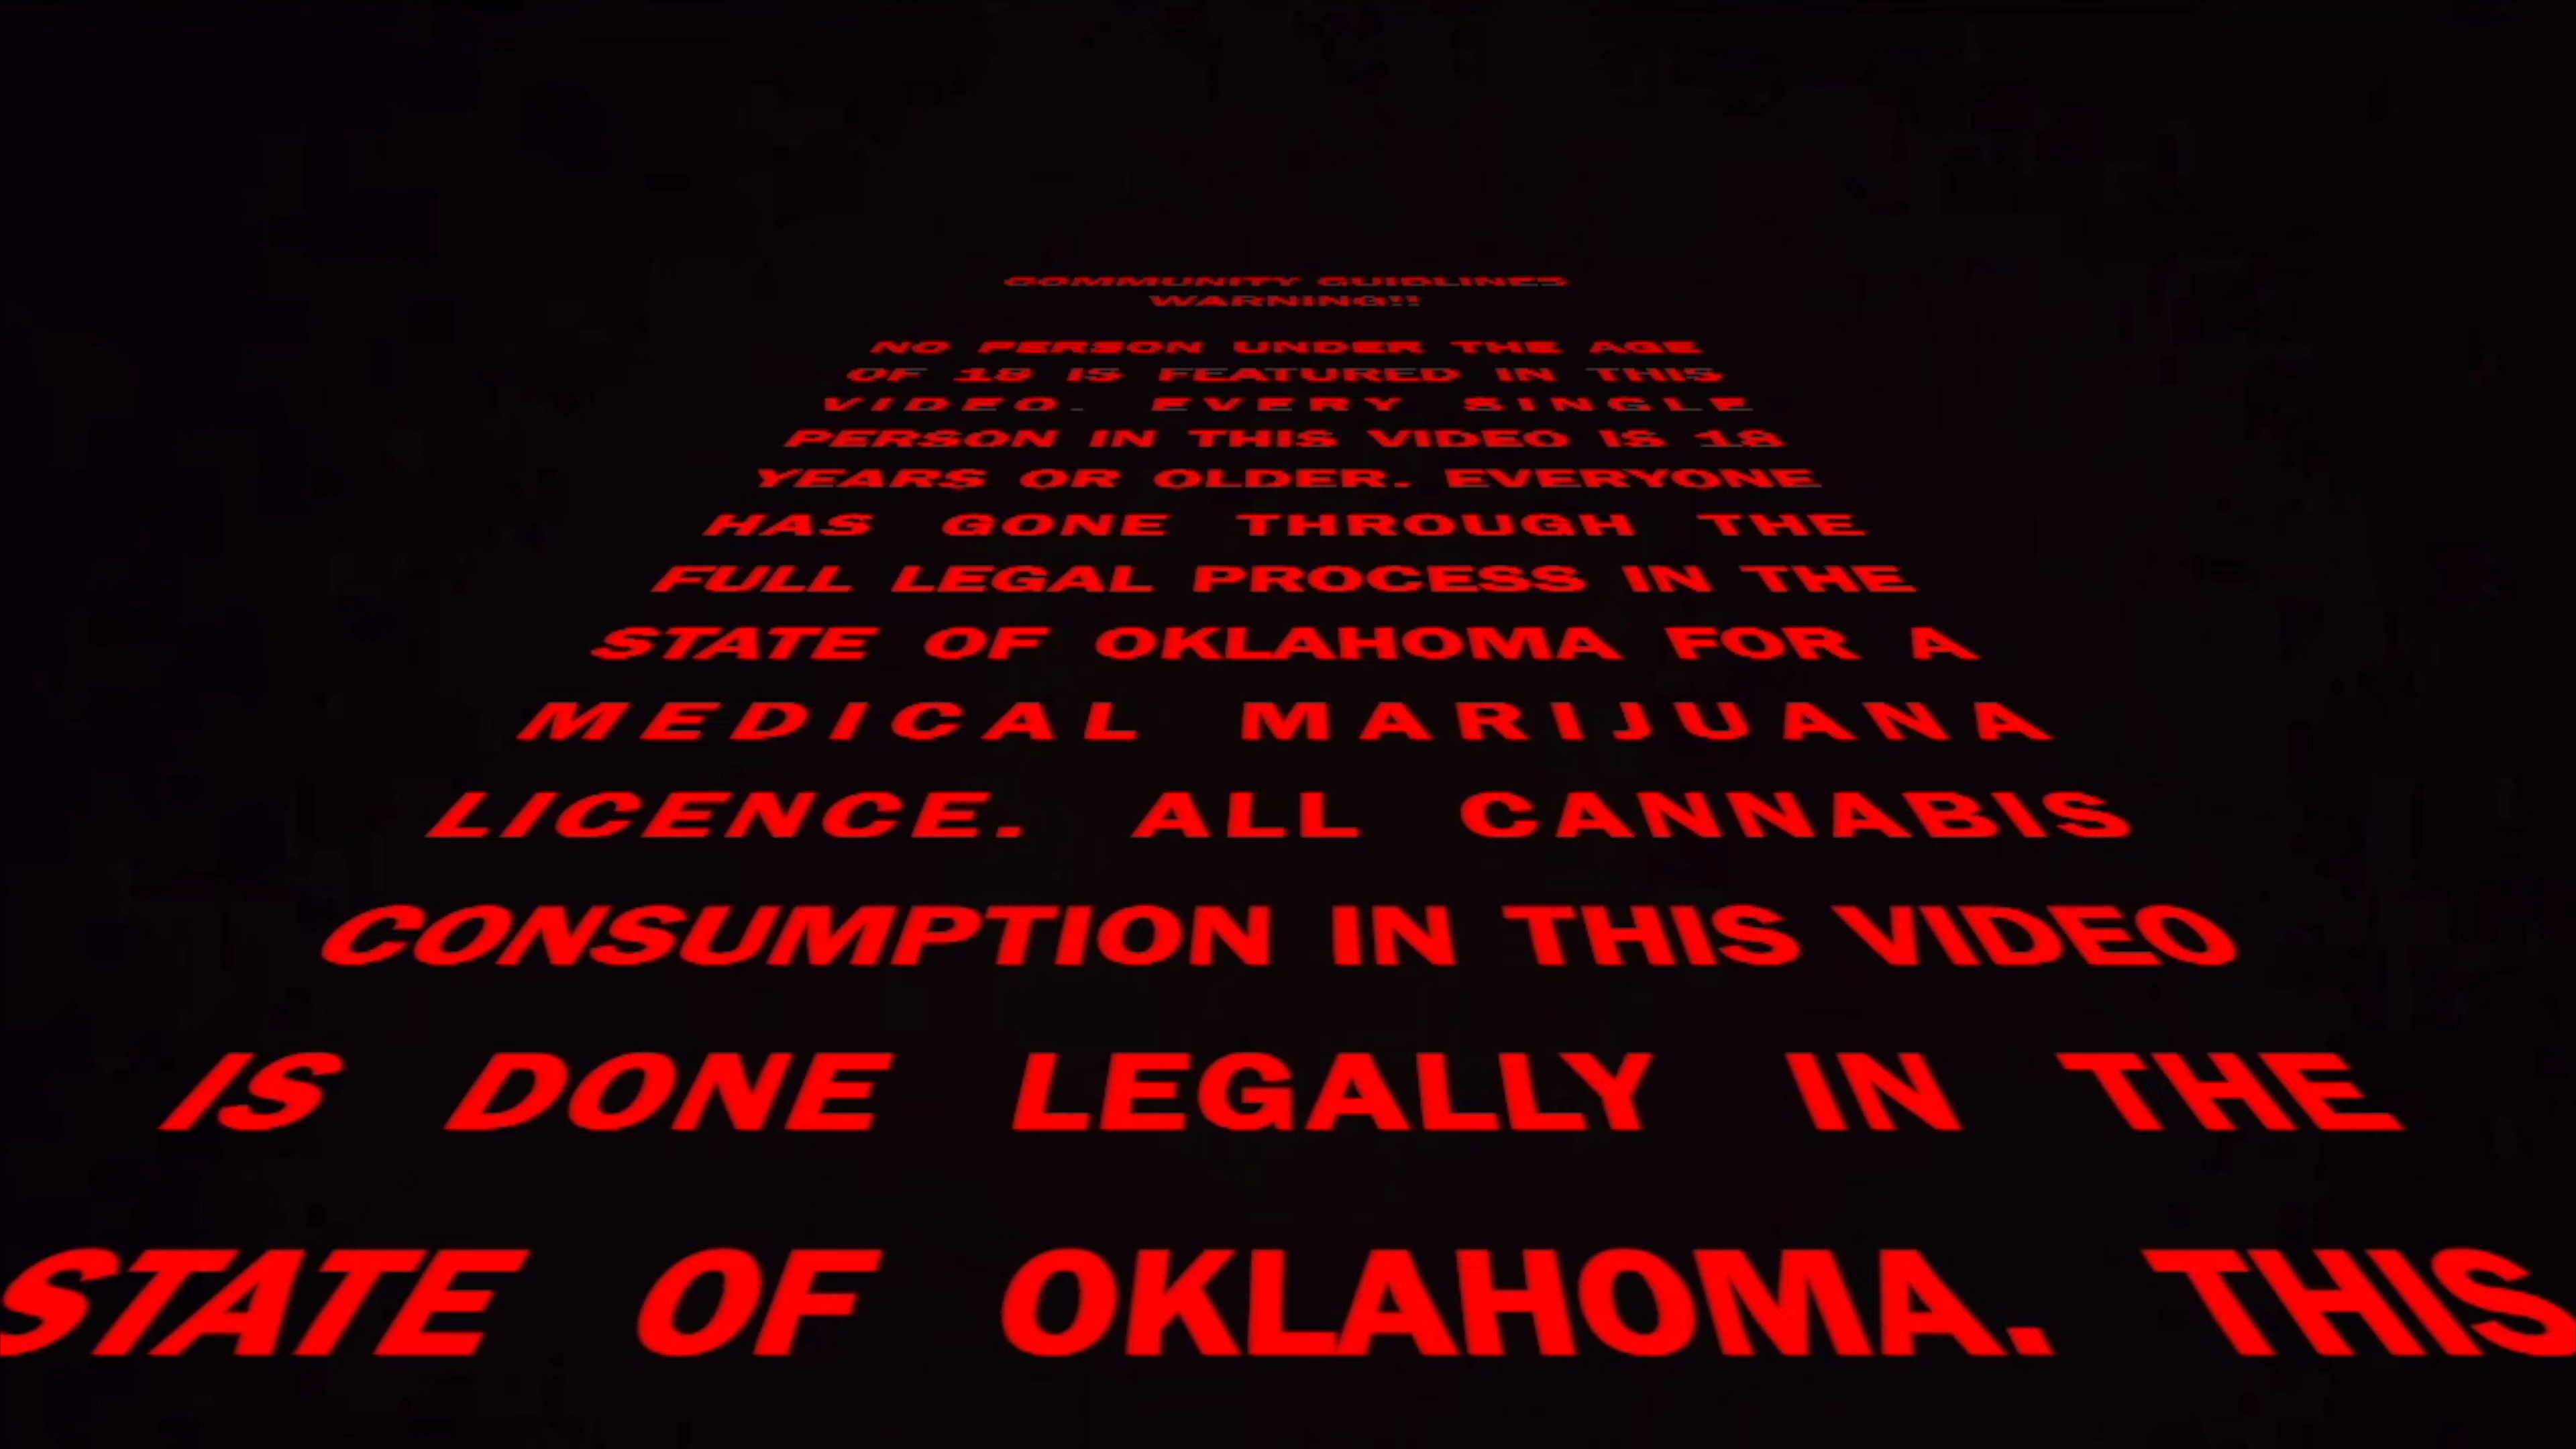 COMMUNITY GUIDLINES
WARNING!!
NO PERSON UNDER THE AGE
OF 18 IS FEATURED IN THIS
VIDEO. EVERY SINGLE
PERSON IN THIS VIDEO IS 18
YEARS OR OLDER. EVERYONE
HAS GONE THROUGH THE
FULL LEGAL PROCESS IN THE
STATE OF OKLAHOMA FOR A
MEDICAL MARIJUANA
LICENCE. ALL CANNABIS
CONSUMPTION IN THIS VIDEO
IS DONE LEGALLY IN THE
STATE OF OKLAHOMA. THIS